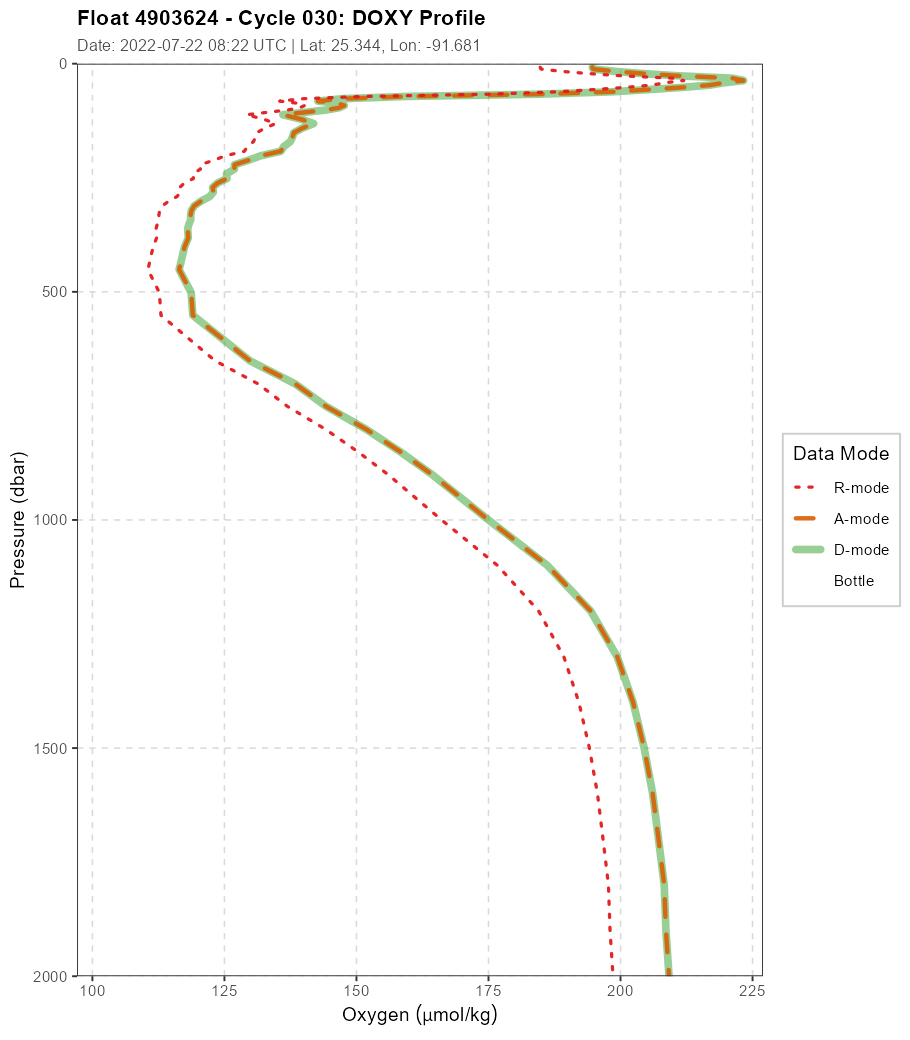 Float 4903624 - Cycle 030: DOXY Profile
Date: 2022-07-22 08:22 UTC | Lat: 25.344, Lon: -91.681
0
500
1000
1500
2000
Pressure (dbar)
100 125 150 175 200 225
Oxygen (μmol/kg)
Data Mode
R-mode
A-mode
D-mode
Bottle